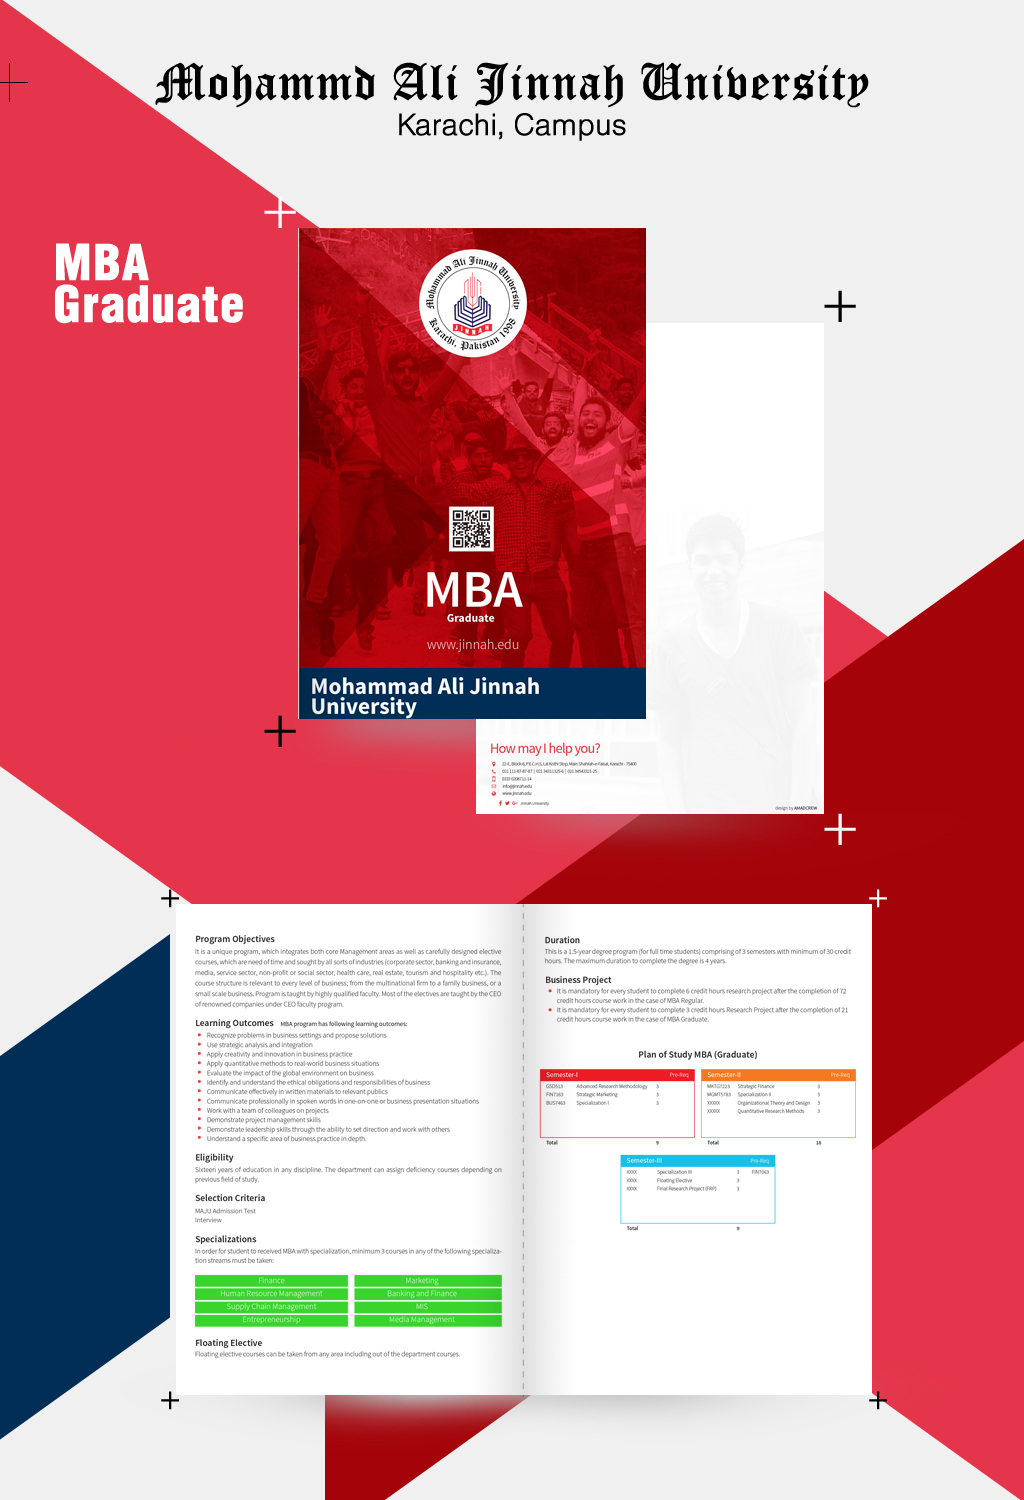 Mohammd Ali Jinnah University
Karachi, Campus
MBA
Graduate
Mohammad Ali Jinnah University
Karachi, Pakistan 1998
JINNAH
MBA
Graduate
www.jinnah.edu
Mohammad Ali Jinnah
University
How may I help you?
22-E, Block-6, P.E.C.H.S, Lal Kothi Stop, Main Shahrah-e-Faisal, Karachi - 75400
info@jinnah.edu
www.jinnah.edu
Jinnah.University
design by AMADCREW
Program Objectives
It is a unique program, which integrates both core Management areas as well as carefully designed elective
courses, which are need of time and sought by all sorts of industries (corporate sector, banking and insurance,
media, service sector, non-profit or social sector, health care, real estate, tourism and hospitality etc.). The
course structure is relevant to every level of business; from the multinational firm to a family business, or a
small scale business. Program is taught by highly qualified faculty. Most of the electives are taught by the CEO
of renowned companies under CEO faculty program.
Learning Outcomes MBA program has following learning outcomes:
Recognize problems in business settings and propose solutions
Use strategic analysis and integration
Apply creativity and innovation in business practice
Apply quantitative methods to real-world business situations
Evaluate the impact of the global environment on business
Identify and understand the ethical obligations and responsibilities of business
Communicate effectively in written materials to relevant publics
Communicate professionally in spoken words in one-on-one or business presentation situations
Work with a team of colleagues on projects
Demonstrate project management skills
Demonstrate leadership skills through the ability to set direction and work with others
Understand a specific area of business practice in depth.
Eligibility
Sixteen years of education in any discipline. The department can assign deficiency courses depending on
previous field of study.
Selection Criteria
MAJU Admission Test
Interview
Specializations
In order for student to received MBA with specialization, minimum 3 courses in any of the following specializa-
tion streams must be taken:
Finance Marketing
Human Resource Management Banking and Finance
Supply Chain Management MIS
Entrepreneurship Media Management
Floating Elective
Floating elective courses can be taken from any area including out of the department courses.
Duration
This is a 1.5-year degree program (for full time students) comprising of 3 semesters with minimum of 30 credit
hours. The maximum duration to complete the degree is 4 years.
Business Project
It is mandatory for every student to complete 6 credit hours research project after the completion of 72
credit hours course work in the case of MBA Regular.
It is mandatory for every student to complete 3 credit hours Research Project after the completion of 21
credit hours course work in the case of MBA Graduate.
Plan of Study MBA (Graduate)
Semester-I Pre-Req
GSD513 Advanced Research Methodology 3
FIN7163 Strategic Marketing 3
BUS7463 Specialization I 3
Total 9
Semester-II Pre-Req
MKTG7223 Strategic Finance 3
MGMT5783 Specialization II 3
XXXXX Organizational Theory and Design 3
XXXXX Quantitative Research Methods 3
Total 18
Semester-III Pre-Req
XXXX Specialization III 3 FIN7063
XXXX Floating Elective 3
XXXX Final Research Project (FRP) 3
Total 9